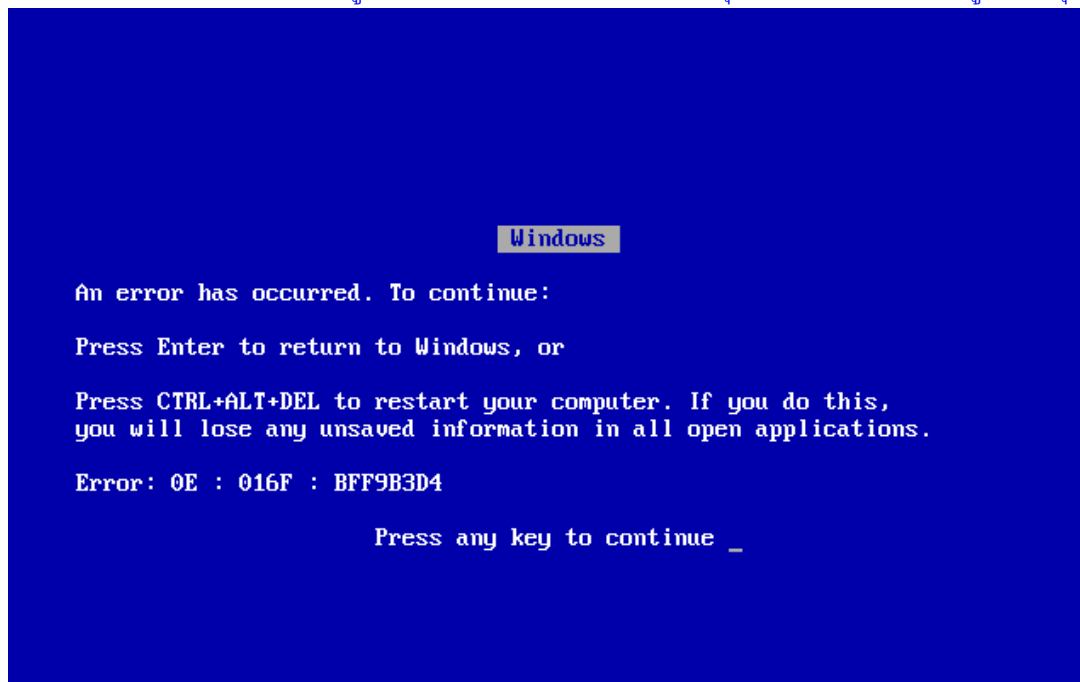 Windows
An error has occurred. To continue:
Press Enter to return to Windows, or
Press CTRL+ALT+DEL to restart your computer. If you do this,
you will lose any unsaved information in all open applications.
Error: 0E : 016F : BFF9B3D4
Press any key to continue _